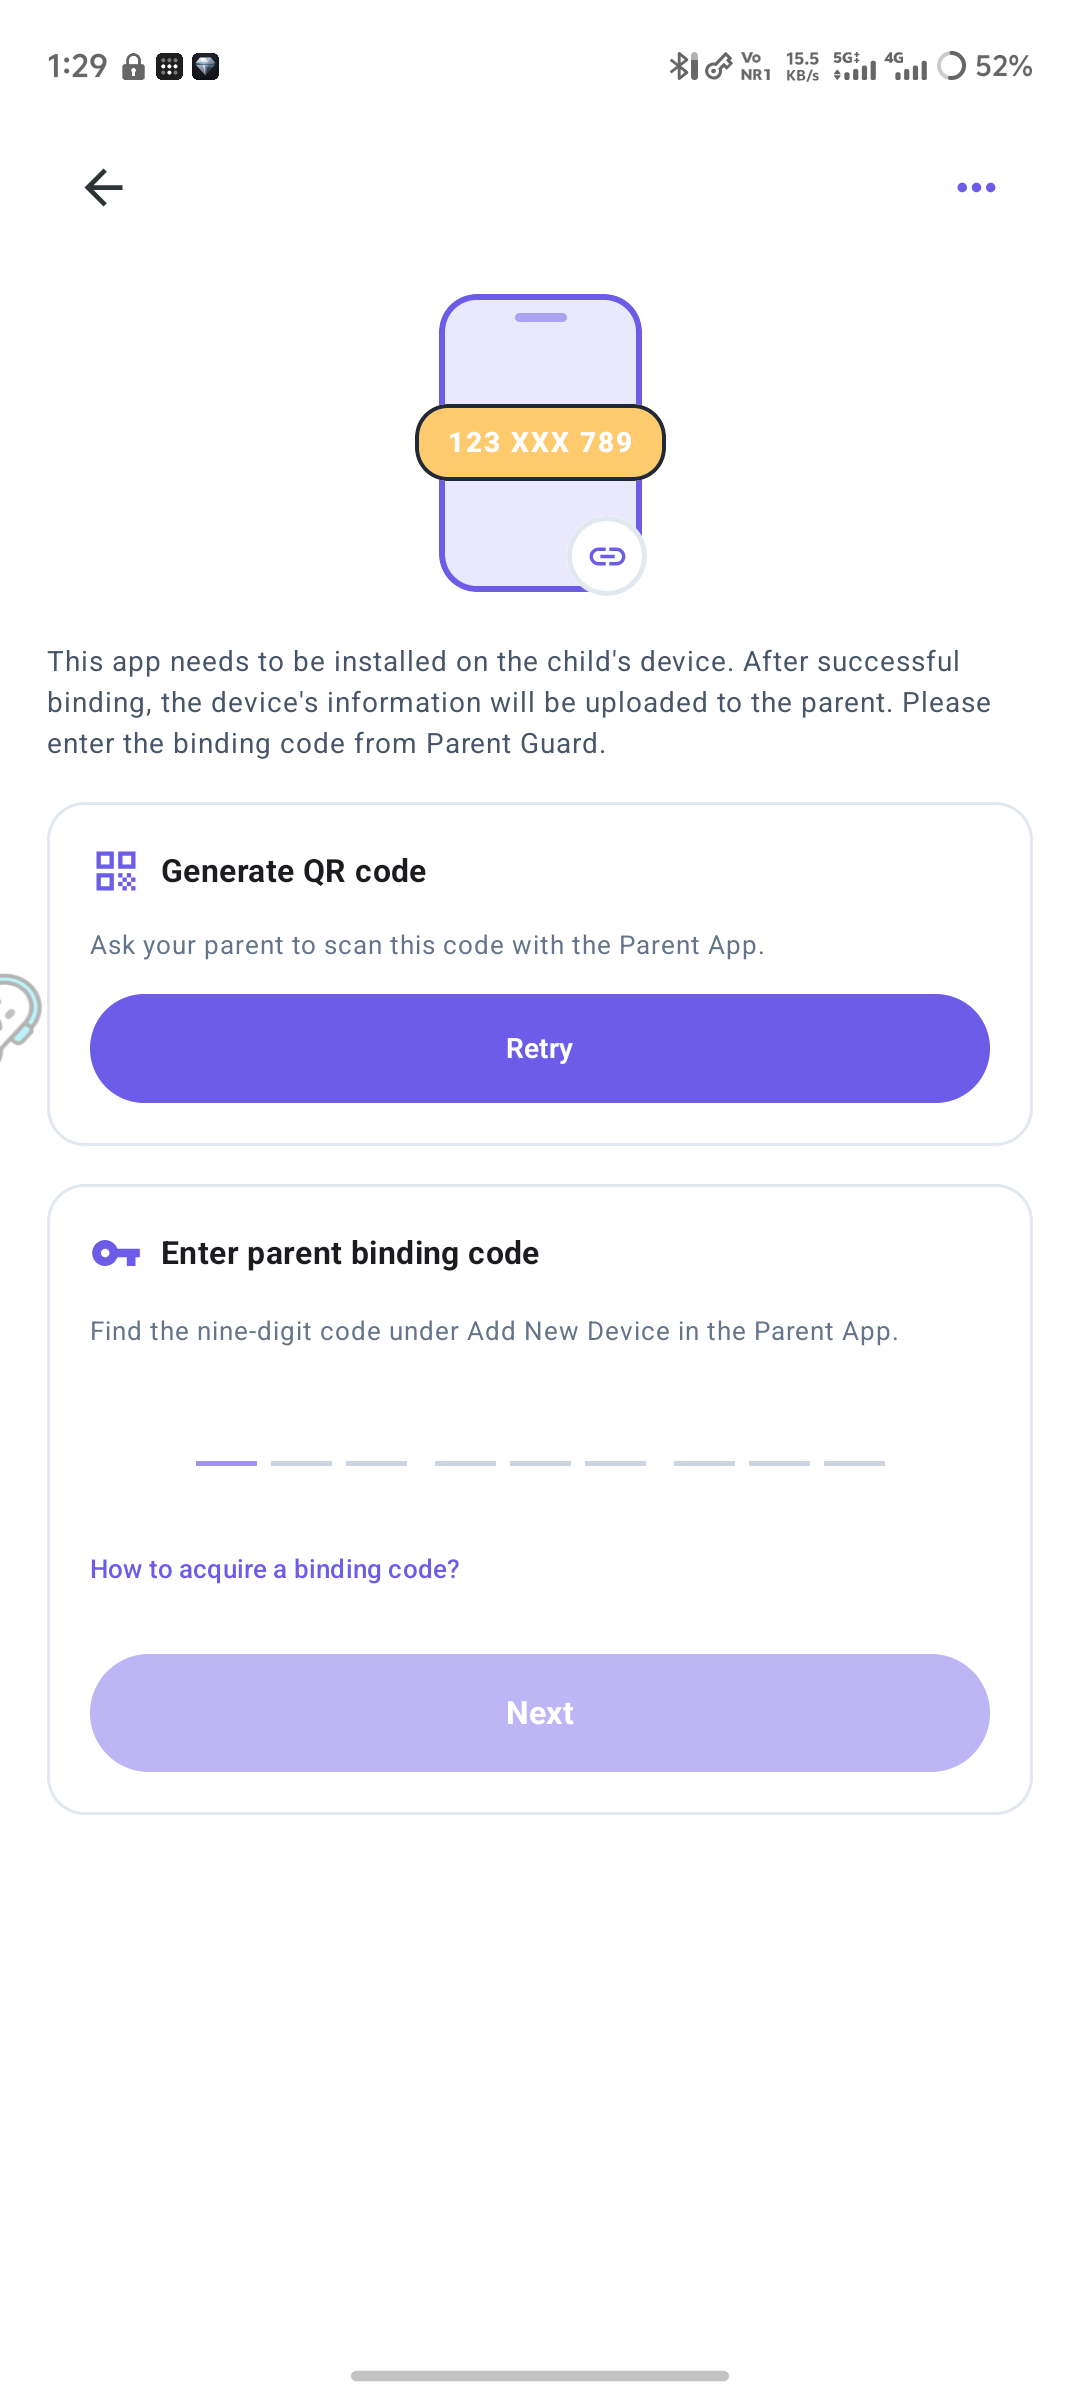 1:29
Vo NR1 15.5 KB/s 5G 4G 52%
123 XXX 789
This app needs to be installed on the child's device. After successful
binding, the device's information will be uploaded to the parent. Please
enter the binding code from Parent Guard.
Generate QR code
Ask your parent to scan this code with the Parent App.
Retry
Enter parent binding code
Find the nine-digit code under Add New Device in the Parent App.
How to acquire a binding code?
Next